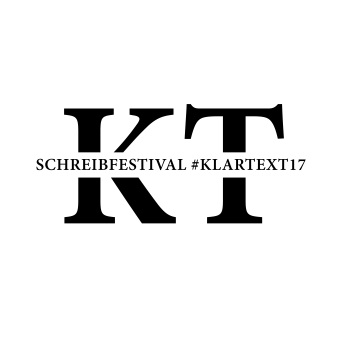 KT
SCHREIBFESTIVAL #KLARTEXT17